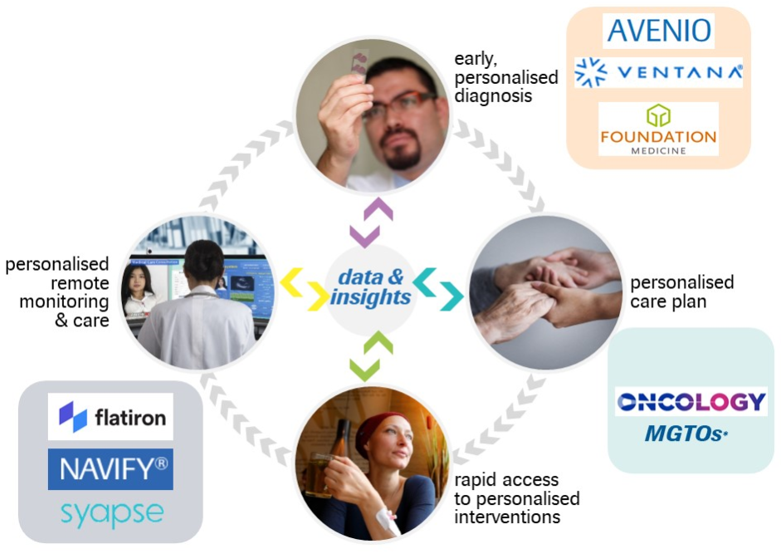 early,
personalised
diagnosis
AVENIO
VENTANA®
FOUNDATION
MEDICINE
personalised
remote
monitoring
& care
data &
insights
personalised
care plan
flatiron
NAVIFY®
syapse
ONCOLOGY
MGTOs
rapid access
to personalised
interventions